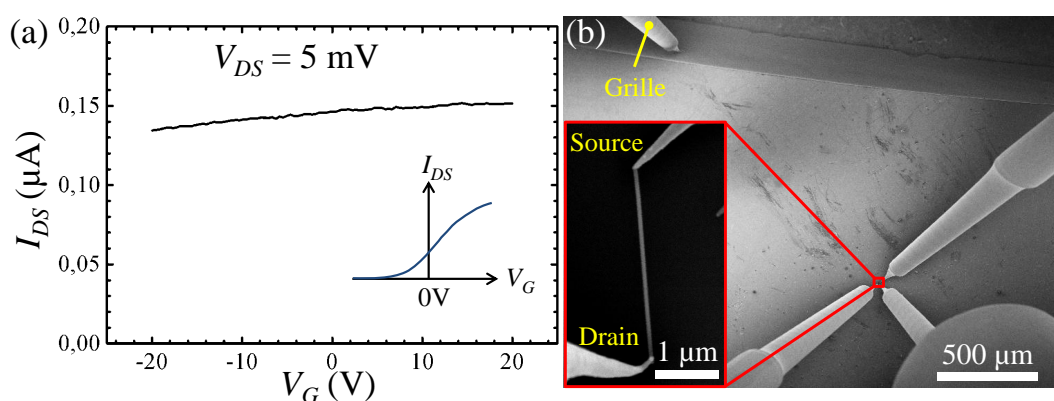 (a)
V_DS = 5 mV
I_DS (µA)
0,20
0,15
0,10
0,05
0,00
-20
-10
0
10
20
V_G (V)
I_DS
V_G
0V
(b)
Grille
Source
Drain
1 µm
500 µm